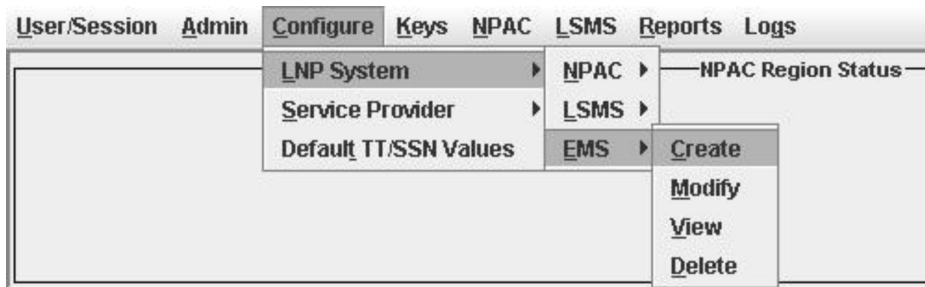 User/Session Admin Configure Keys NPAC LSMS Reports Logs
LNP System NPAC NPAC Region Status
Service Provider LSMS
Default TT/SSN Values EMS Create
Modify
View
Delete